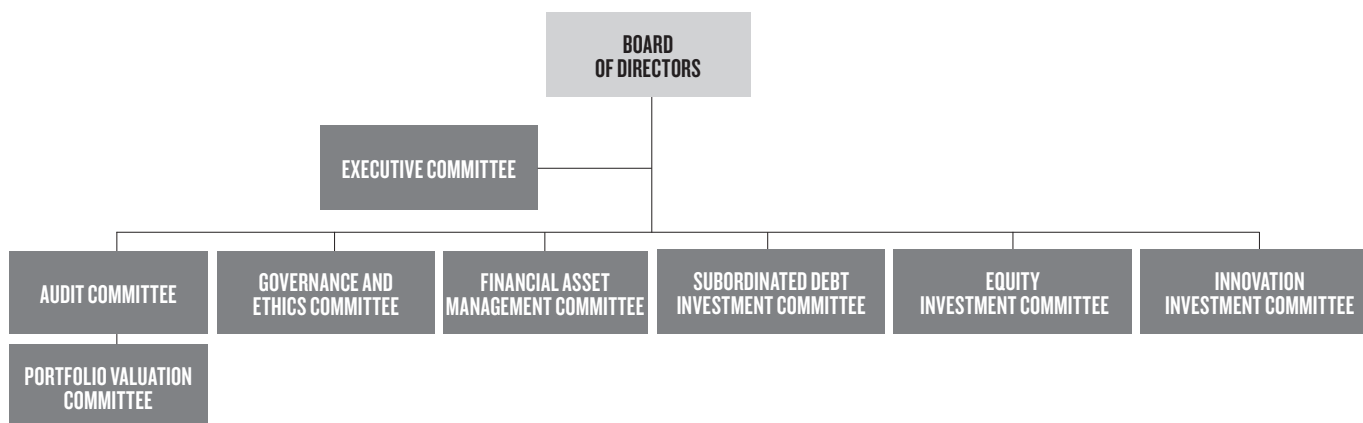 BOARD
OF DIRECTORS
EXECUTIVE COMMITTEE
AUDIT COMMITTEE
GOVERNANCE AND
ETHICS COMMITTEE
FINANCIAL ASSET
MANAGEMENT COMMITTEE
SUBORDINATED DEBT
INVESTMENT COMMITTEE
EQUITY
INVESTMENT COMMITTEE
INNOVATION
INVESTMENT COMMITTEE
PORTFOLIO VALUATION
COMMITTEE